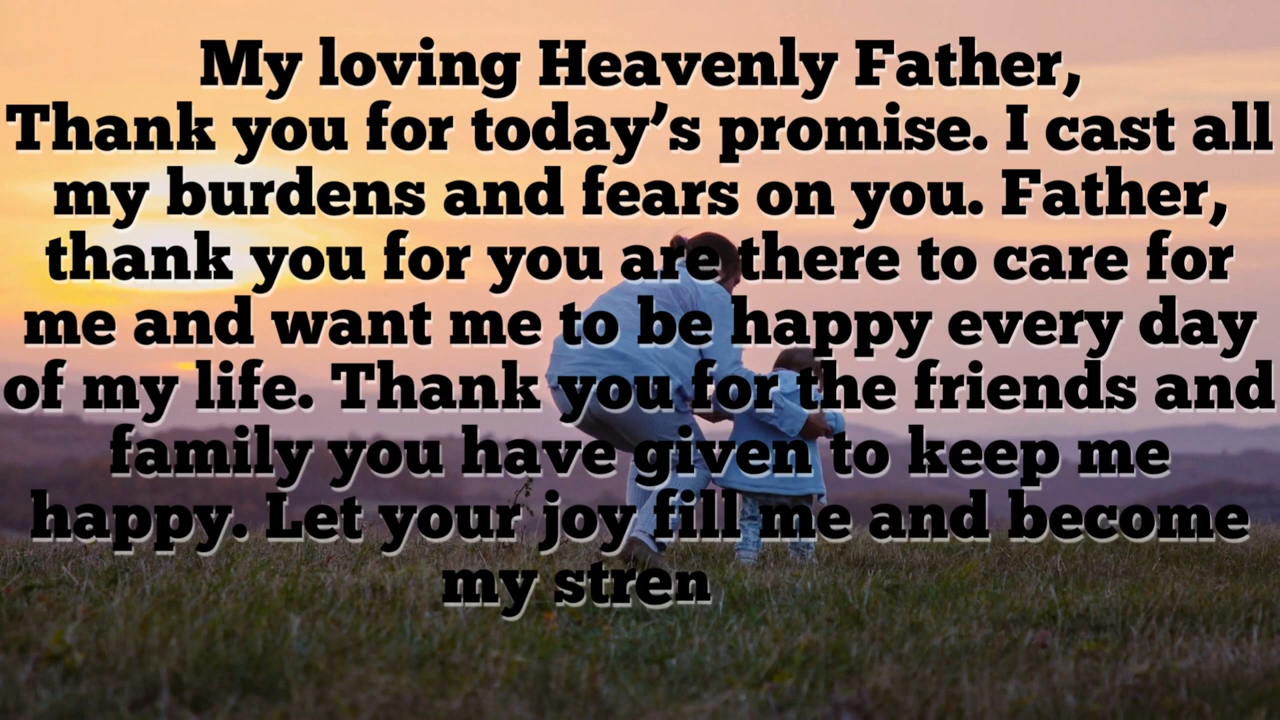 My loving Heavenly Father,
Thank you for today’s promise. I cast all
my burdens and fears on you. Father,
thank you for you are there to care for
me and want me to be happy every day
of my life. Thank you for the friends and
family you have given to keep me
happy. Let your joy fill me and become
my stren